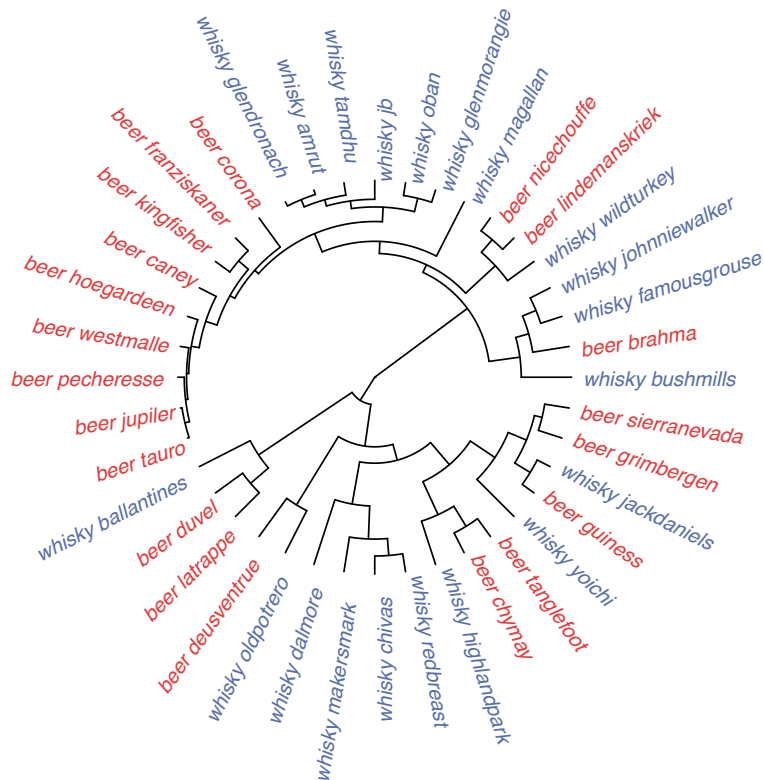 whisky glendronach
whisky amrut
whisky tamdhu
whisky jb
whisky oban
whisky glenmorangie
whisky magallan
beer nicechouffe
beer lindemanskriek
whisky wildturkey
whisky johnniewalker
whisky famousgrouse
beer brahma
whisky bushmills
beer sierranevada
beer grimbergen
whisky jackdaniels
beer guiness
whisky yoichi
beer tanglefoot
beer chymay
whisky highlandpark
whisky redbreast
whisky chivas
whisky makersmark
whisky dalmore
whisky oldpotrero
beer deusventrue
beer latrappe
beer duvel
whisky ballantines
beer tauro
beer jupiler
beer pecheresse
beer westmalle
beer hoegardeen
beer caney
beer kingfisher
beer franziskaner
beer corona